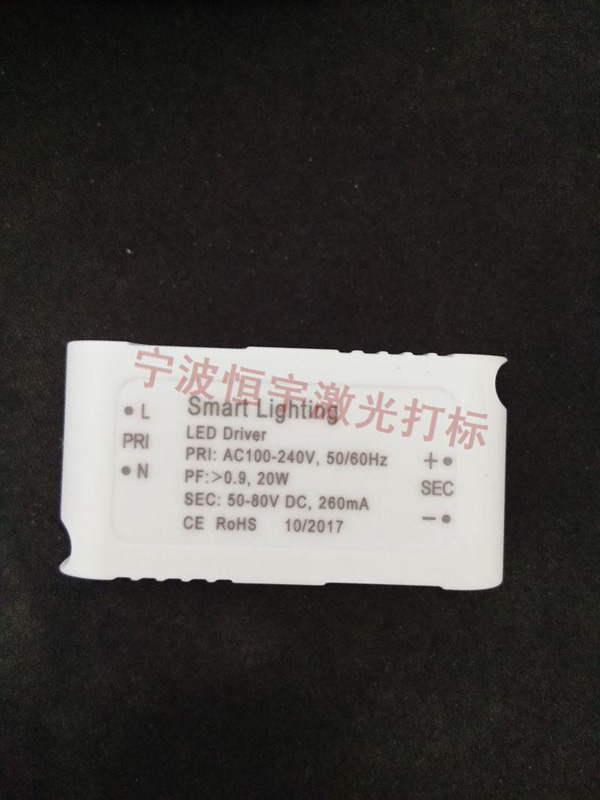 宁波恒宇激光打标
L
PRI
N
Smart Lighting
LED Driver
PRI: AC100-240V, 50/60Hz
PF:>0.9, 20W
SEC: 50-80V DC, 260mA
CE RoHS 10/2017
+
SEC
−